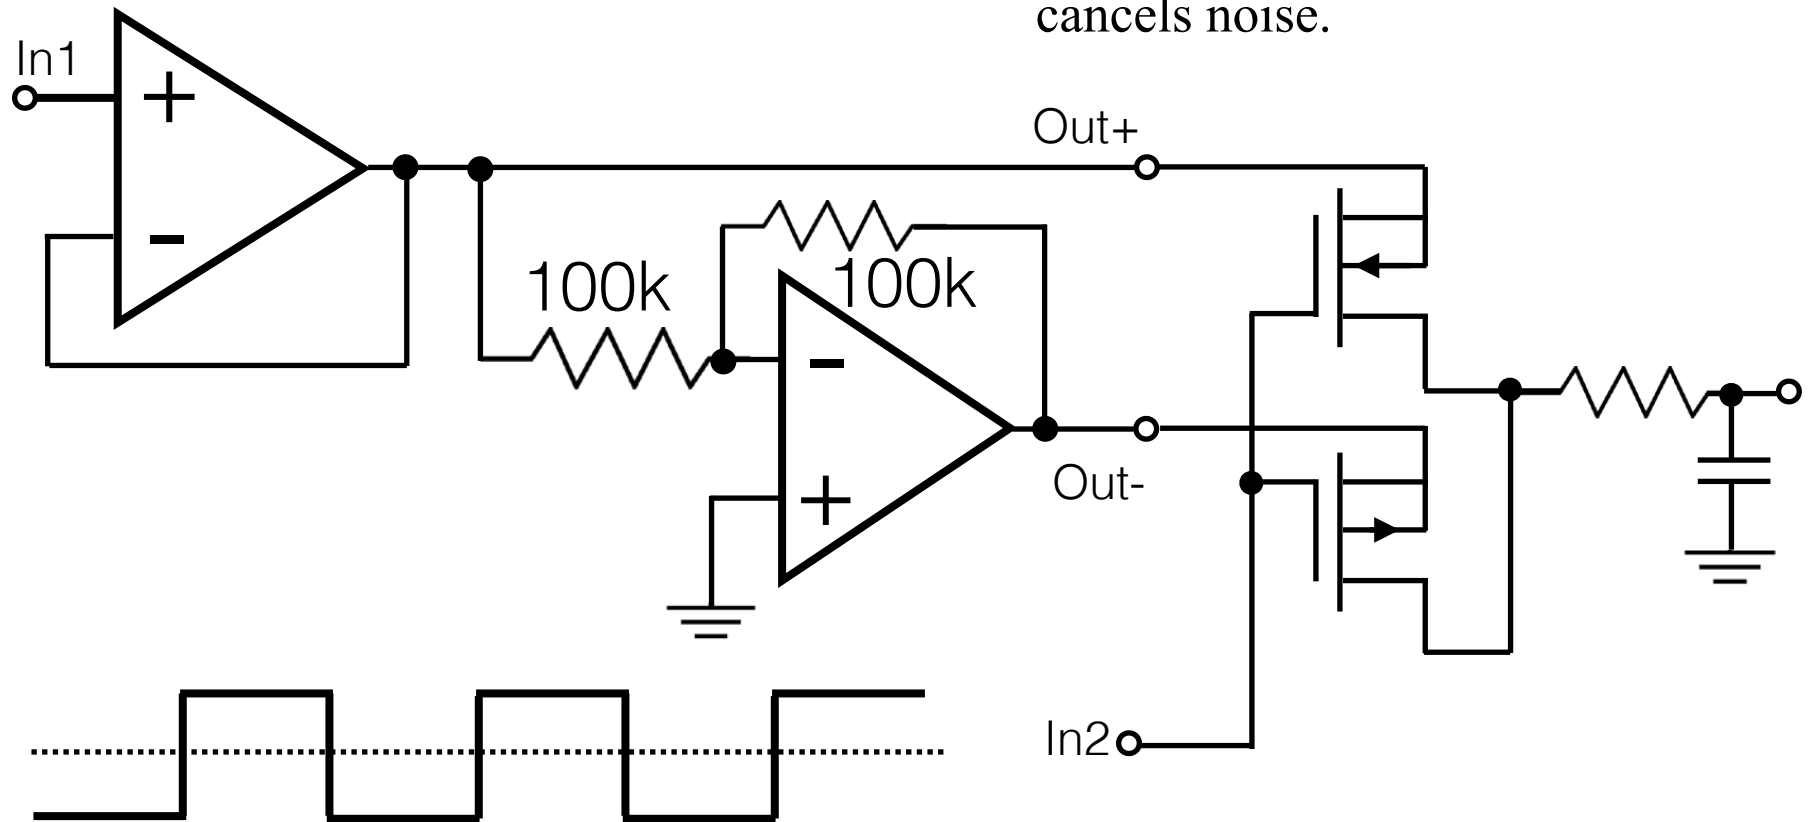 cancels noise.
In1
+
-
Out+
100k
100k
-
+
Out-
In2